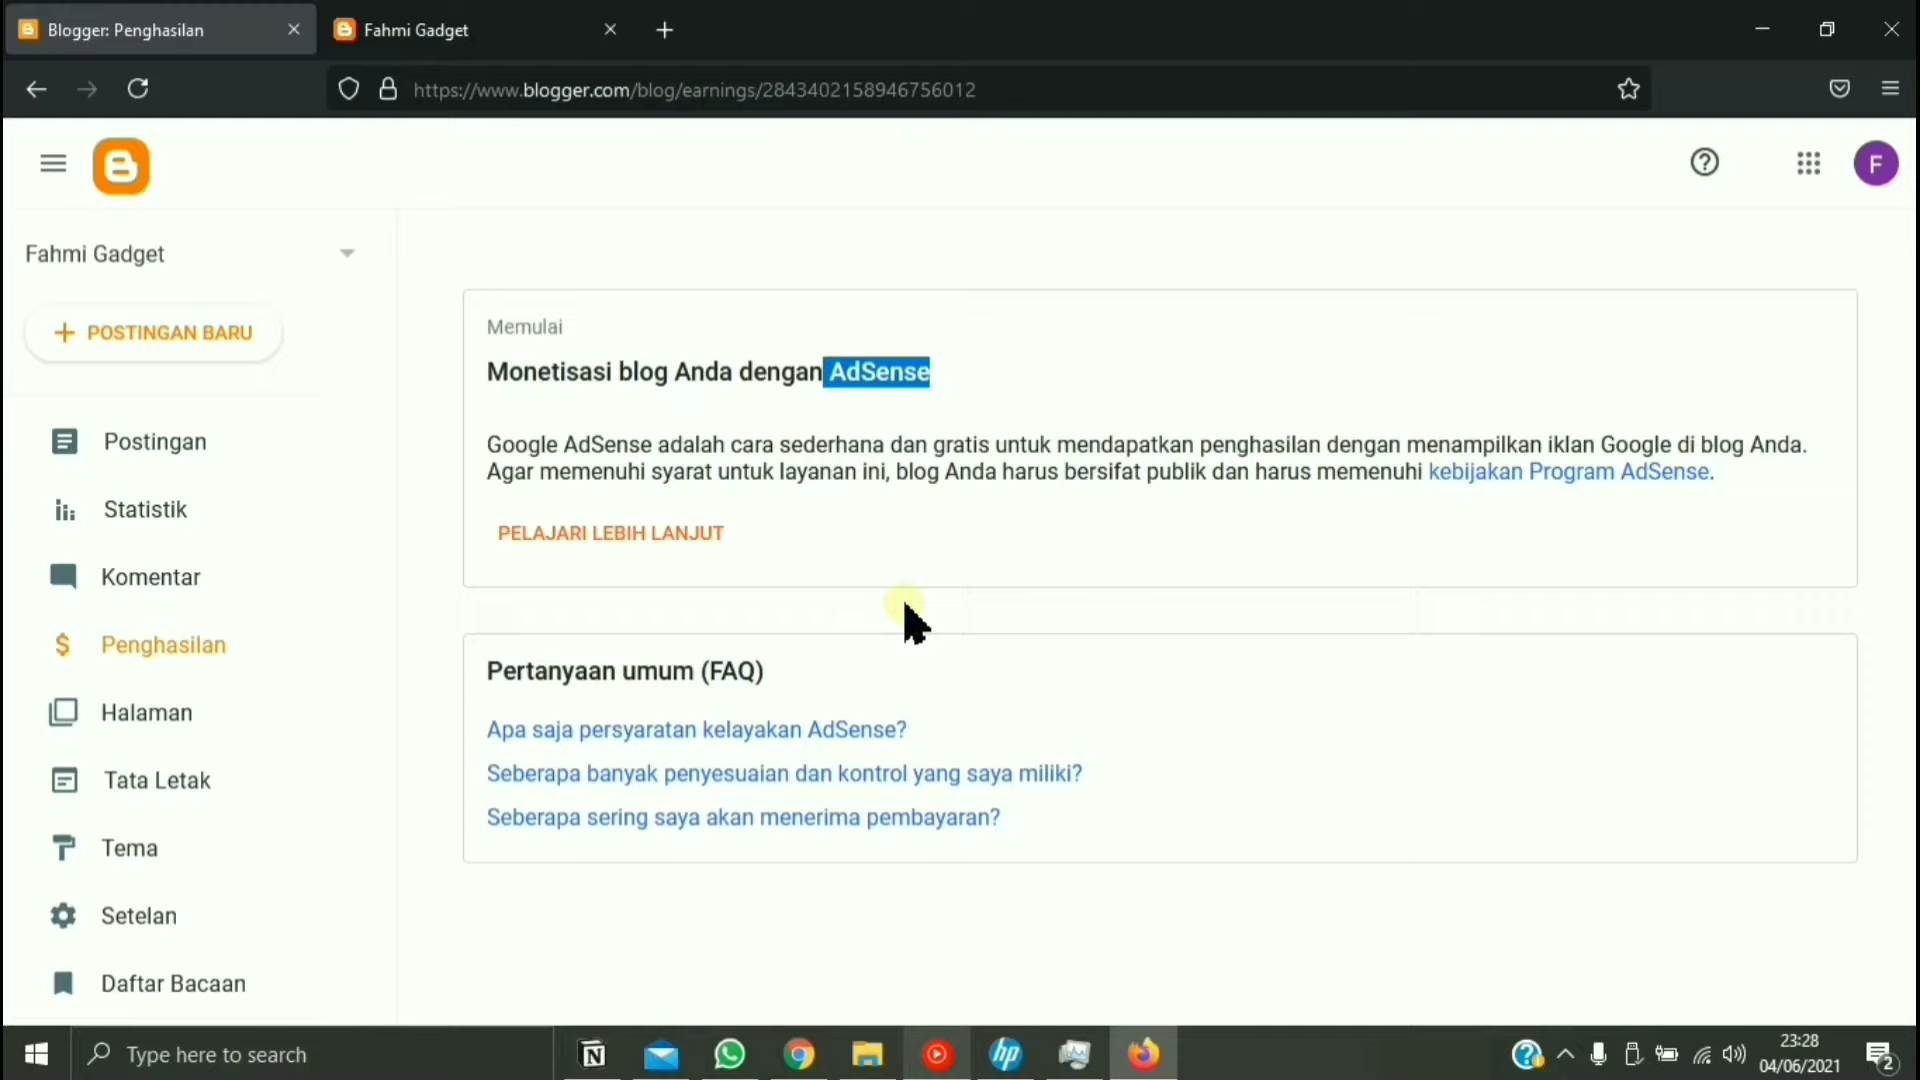 Blogger: Penghasilan
Fahmi Gadget
https://www.blogger.com/blog/earnings/2843402158946756012
F
Fahmi Gadget
POSTINGAN BARU
Postingan
Statistik
Komentar
Penghasilan
Halaman
Tata Letak
Tema
Setelan
Daftar Bacaan
Memulai
Monetisasi blog Anda dengan AdSense
Google AdSense adalah cara sederhana dan gratis untuk mendapatkan penghasilan dengan menampilkan iklan Google di blog Anda.
Agar memenuhi syarat untuk layanan ini, blog Anda harus bersifat publik dan harus memenuhi kebijakan Program AdSense.
PELAJARI LEBIH LANJUT
Pertanyaan umum (FAQ)
Apa saja persyaratan kelayakan AdSense?
Seberapa banyak penyesuaian dan kontrol yang saya miliki?
Seberapa sering saya akan menerima pembayaran?
Type here to search
23:28
04/06/2021
2